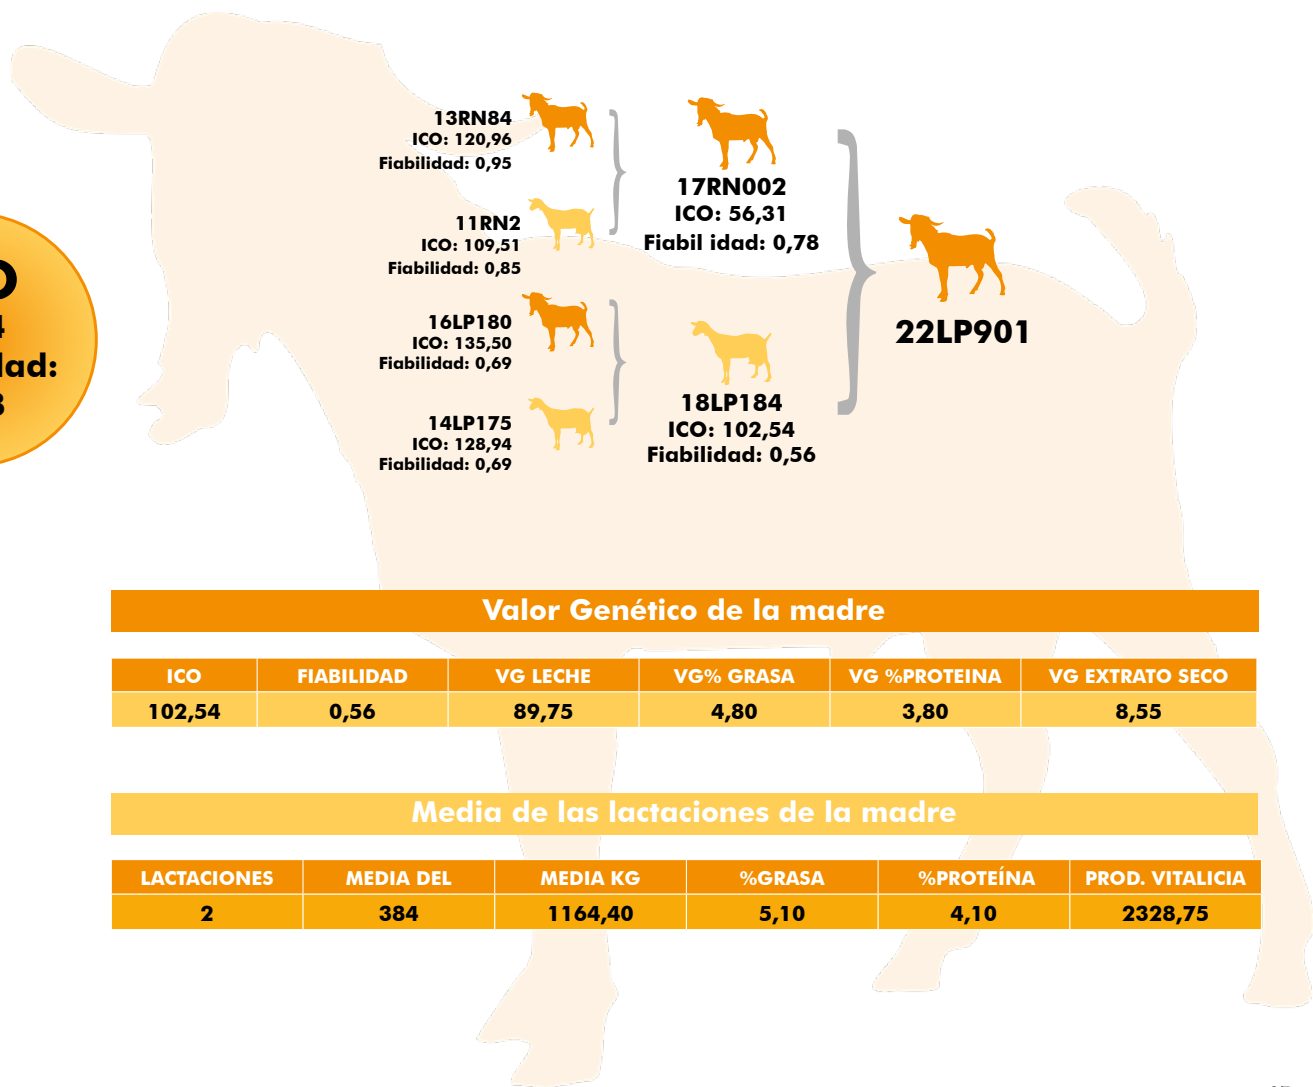 13RN84
ICO: 120,96
Fiabilidad: 0,95
11RN2
ICO: 109,51
Fiabilidad: 0,85
16LP180
ICO: 135,50
Fiabilidad: 0,69
14LP175
ICO: 128,94
Fiabilidad: 0,69
17RN002
ICO: 56,31
Fiabil idad: 0,78
18LP184
ICO: 102,54
Fiabilidad: 0,56
22LP901
Valor Genético de la madre
ICO FIABILIDAD VG LECHE VG% GRASA VG %PROTEINA VG EXTRATO SECO
102,54 0,56 89,75 4,80 3,80 8,55
Media de las lactaciones de la madre
LACTACIONES MEDIA DEL MEDIA KG %GRASA %PROTEÍNA PROD. VITALICIA
2 384 1164,40 5,10 4,10 2328,75